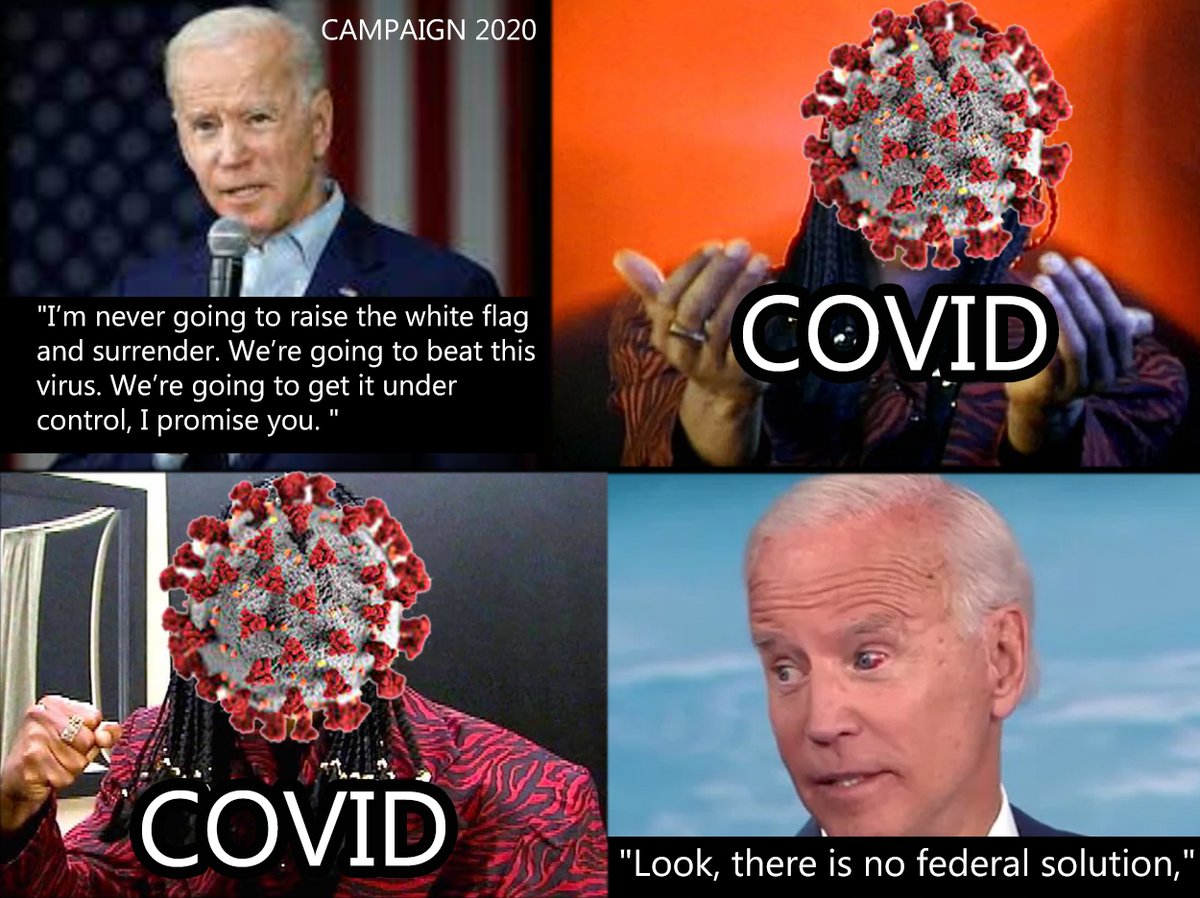 CAMPAIGN 2020
"I'm never going to raise the white flag
and surrender. We're going to beat this
virus. We're going to get it under
control, I promise you. "
COVID
COVID
"Look, there is no federal solution,"